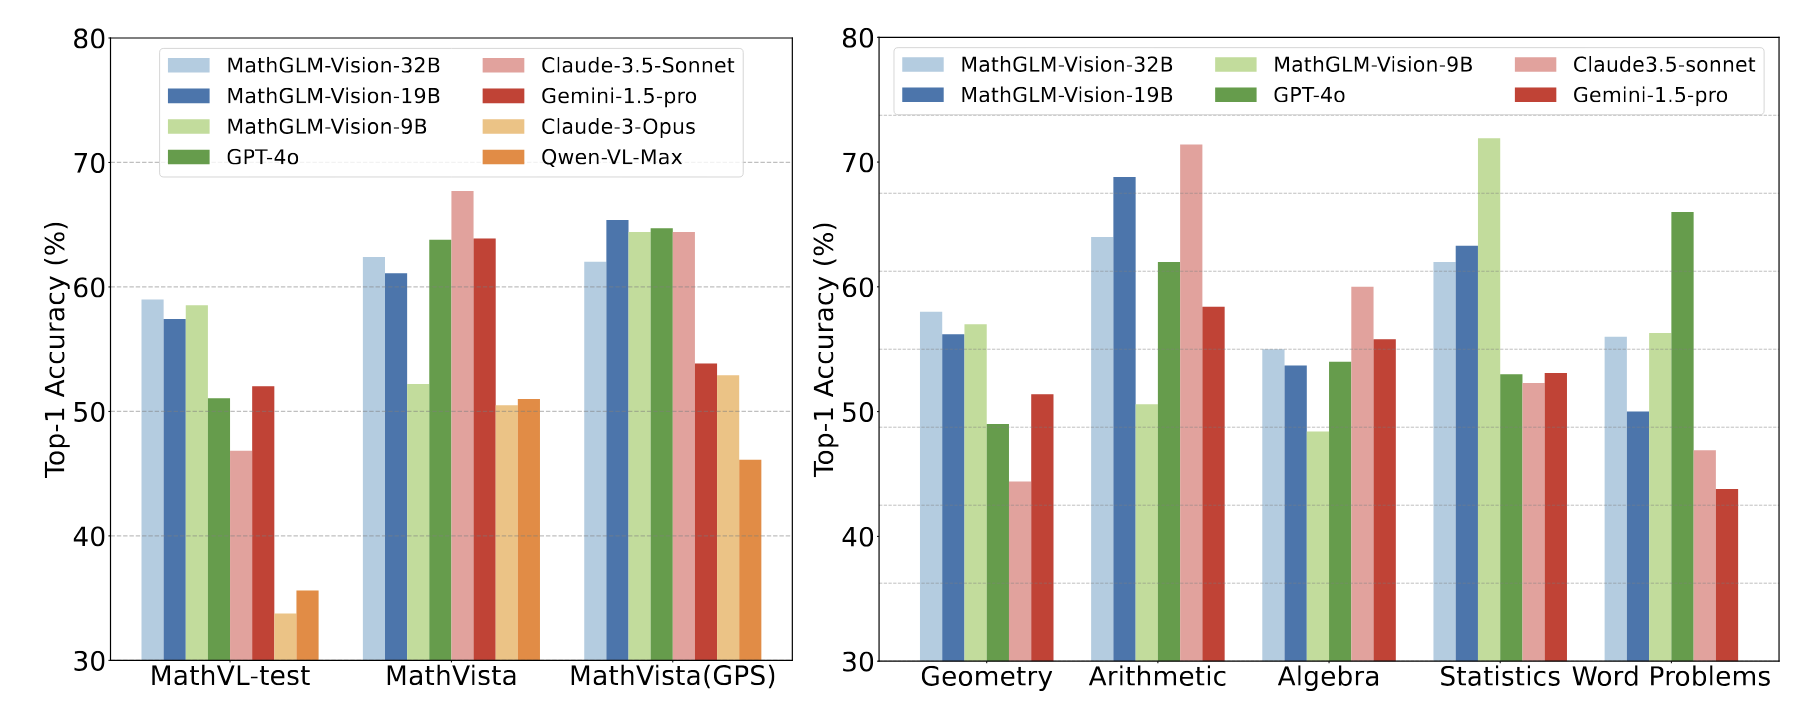 80
70
60
50
40
30
Top-1 Accuracy (%)
MathGLM-Vision-32B
MathGLM-Vision-19B
MathGLM-Vision-9B
GPT-4o
Claude-3.5-Sonnet
Gemini-1.5-pro
Claude-3-Opus
Qwen-VL-Max
MathVL-test
MathVista
MathVista(GPS)
80
70
60
50
40
30
Top-1 Accuracy (%)
MathGLM-Vision-32B
MathGLM-Vision-19B
MathGLM-Vision-9B
GPT-4o
Claude3.5-sonnet
Gemini-1.5-pro
Geometry
Arithmetic
Algebra
Statistics
Word Problems